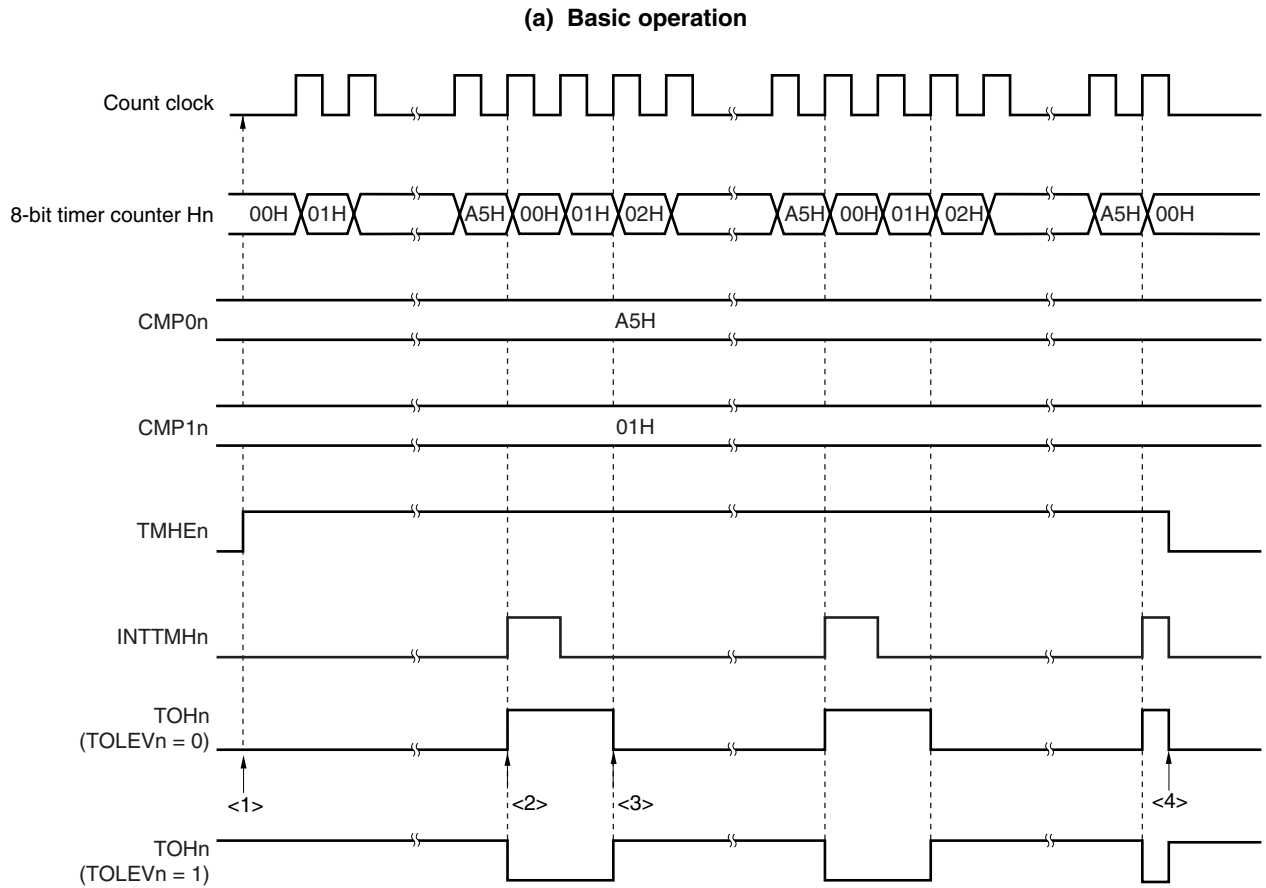 (a) Basic operation
Count clock
8-bit timer counter Hn
00H 01H A5H 00H 01H 02H A5H 00H 01H 02H A5H 00H
CMP0n
A5H
CMP1n
01H
TMHEn
INTTMHn
TOHn
(TOLEVn = 0)
<1> <2> <3> <4>
TOHn
(TOLEVn = 1)